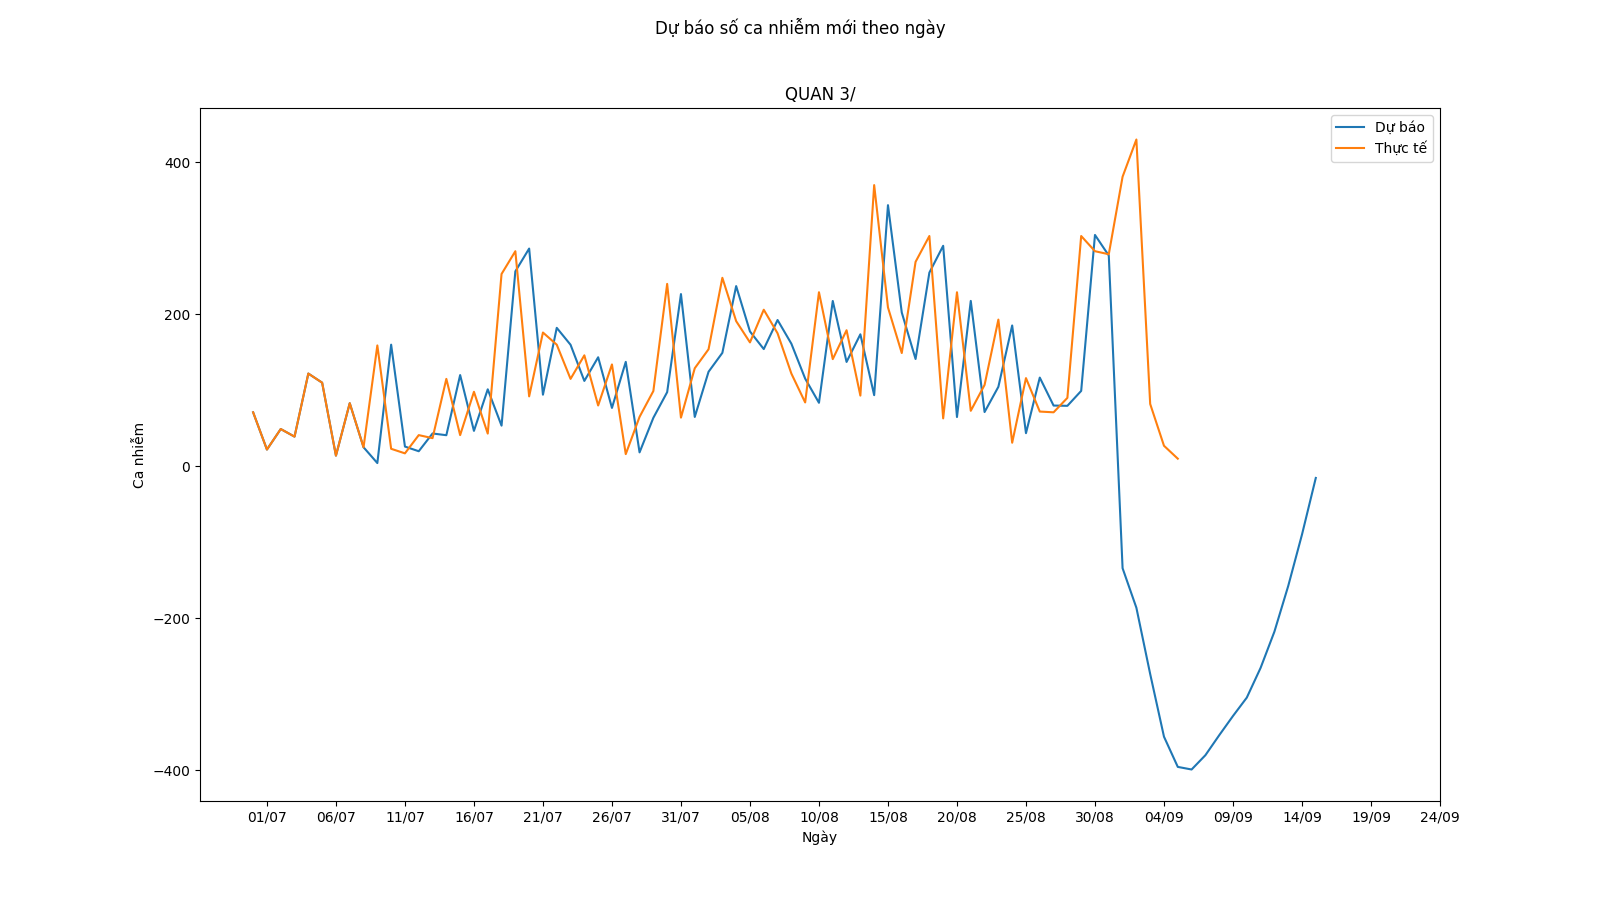 Dự báo số ca nhiễm mới theo ngày
QUAN 3/
Dự báo
Thực tế
400
200
0
−200
−400
Ca nhiễm
01/07 06/07 11/07 16/07 21/07 26/07 31/07 05/08 10/08 15/08 20/08 25/08 30/08 04/09 09/09 14/09 19/09 24/09
Ngày